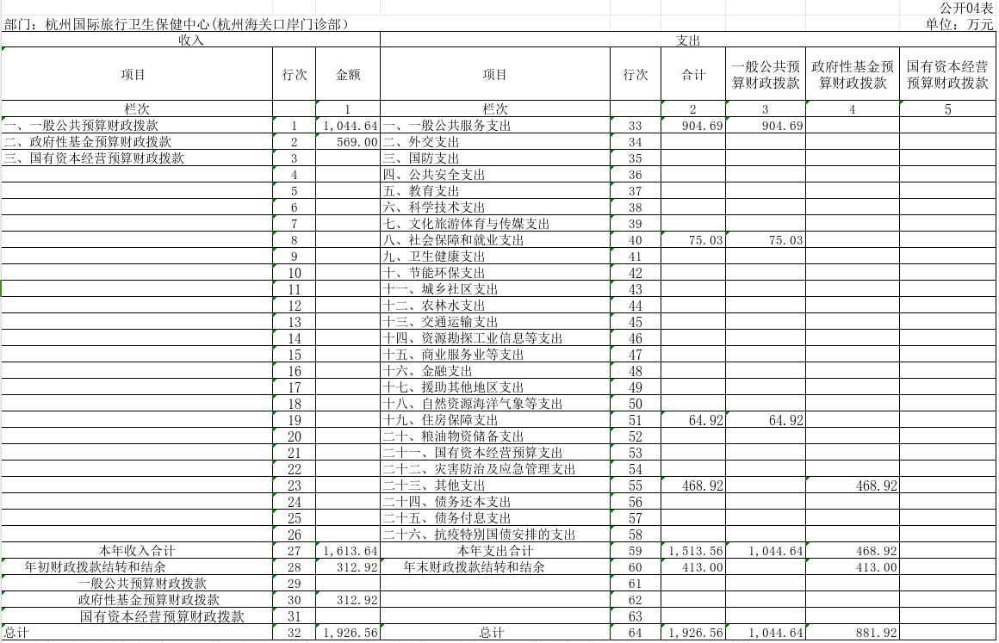 公开04表
部门：杭州国际旅行卫生保健中心(杭州海关口岸门诊部） 单位：万元
收入 支出
项目 行次 金额 项目 行次 合计 一般公共预算财政拨款 政府性基金预算财政拨款 国有资本经营预算财政拨款
栏次 1 栏次 2 3 4 5
一、一般公共预算财政拨款 1 1,044.64 一、一般公共服务支出 33 904.69 904.69
二、政府性基金预算财政拨款 2 569.00 二、外交支出 34
三、国有资本经营预算财政拨款 3 三、国防支出 35
4 四、公共安全支出 36
5 五、教育支出 37
6 六、科学技术支出 38
7 七、文化旅游体育与传媒支出 39
8 八、社会保障和就业支出 40 75.03 75.03
9 九、卫生健康支出 41
10 十、节能环保支出 42
11 十一、城乡社区支出 43
12 十二、农林水支出 44
13 十三、交通运输支出 45
14 十四、资源勘探工业信息等支出 46
15 十五、商业服务业等支出 47
16 十六、金融支出 48
17 十七、援助其他地区支出 49
18 十八、自然资源海洋气象等支出 50
19 十九、住房保障支出 51 64.92 64.92
20 二十、粮油物资储备支出 52
21 二十一、国有资本经营预算支出 53
22 二十二、灾害防治及应急管理支出 54
23 二十三、其他支出 55 468.92 468.92
24 二十四、债务还本支出 56
25 二十五、债务付息支出 57
26 二十六、抗疫特别国债安排的支出 58
本年收入合计 27 1,613.64 本年支出合计 59 1,513.56 1,044.64 468.92
年初财政拨款结转和结余 28 312.92 年末财政拨款结转和结余 60 413.00 413.00
一般公共预算财政拨款 29 61
政府性基金预算财政拨款 30 312.92 62
国有资本经营预算财政拨款 31 63
总计 32 1,926.56 总计 64 1,926.56 1,044.64 881.92